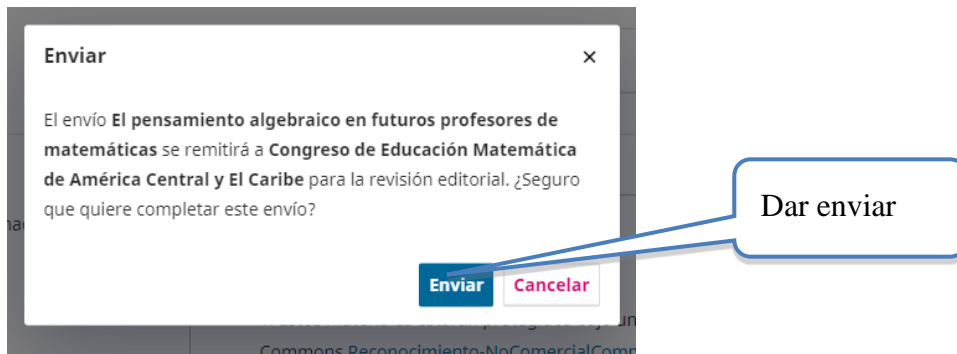 Enviar ×
El envío El pensamiento algebraico en futuros profesores de
matemáticas se remitirá a Congreso de Educación Matemática
de América Central y El Caribe para la revisión editorial. ¿Seguro
que quiere completar este envío?
Dar enviar
Enviar Cancelar
Commons Reconocimiento-NoComercialComp